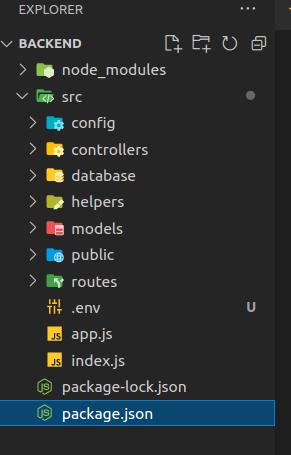 EXPLORER
BACKEND
node_modules
src
config
controllers
database
helpers
models
public
routes
.env U
JS app.js
JS index.js
package-lock.json
package.json